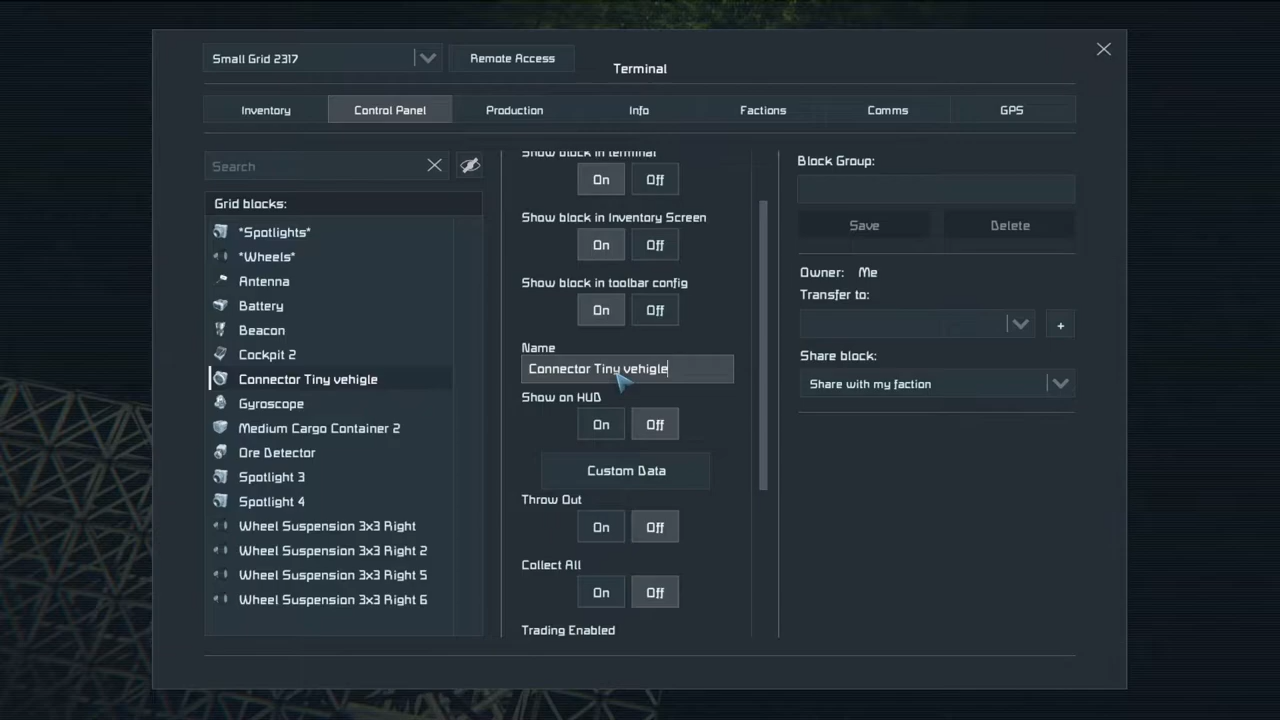 Small Grid 2317
Remote Access
Terminal
Inventory
Control Panel
Production
Info
Factions
Comms
GPS
Search
Grid blocks:
*Spotlights*
*Wheels*
Antenna
Battery
Beacon
Cockpit 2
Connector Tiny vehigle
Gyroscope
Medium Cargo Container 2
Ore Detector
Spotlight 3
Spotlight 4
Wheel Suspension 3x3 Right
Wheel Suspension 3x3 Right 2
Wheel Suspension 3x3 Right 5
Wheel Suspension 3x3 Right 6
Show block in terminal
On Off
Show block in Inventory Screen
On Off
Show block in toolbar config
On Off
Name
Connector Tiny vehigle
Show on HUD
On Off
Custom Data
Throw Out
On Off
Collect All
On Off
Trading Enabled
Block Group:
Save Delete
Owner: Me
Transfer to:
+
Share block:
Share with my faction